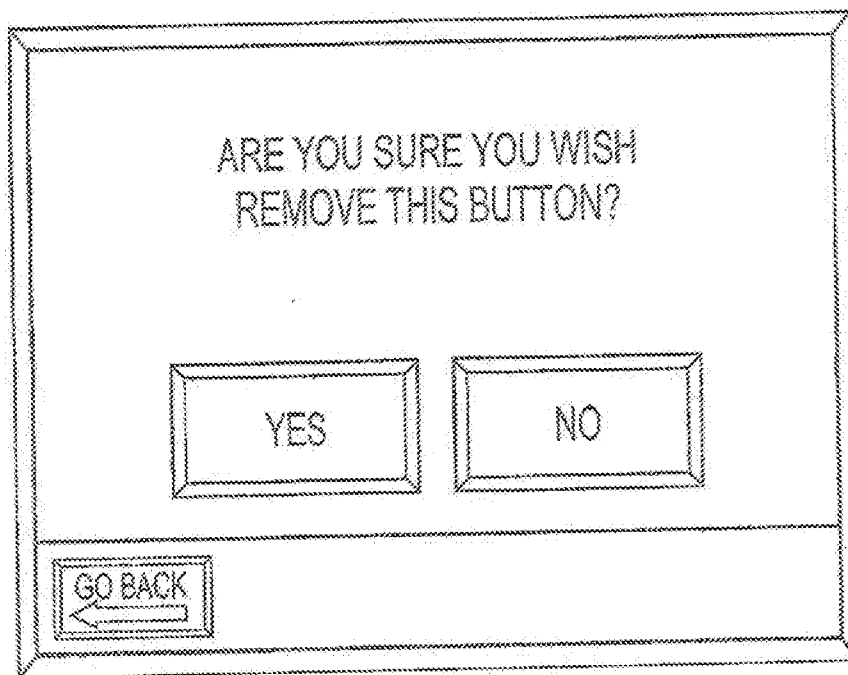 ARE YOU SURE YOU WISH
REMOVE THIS BUTTON?
YES
NO
GO BACK